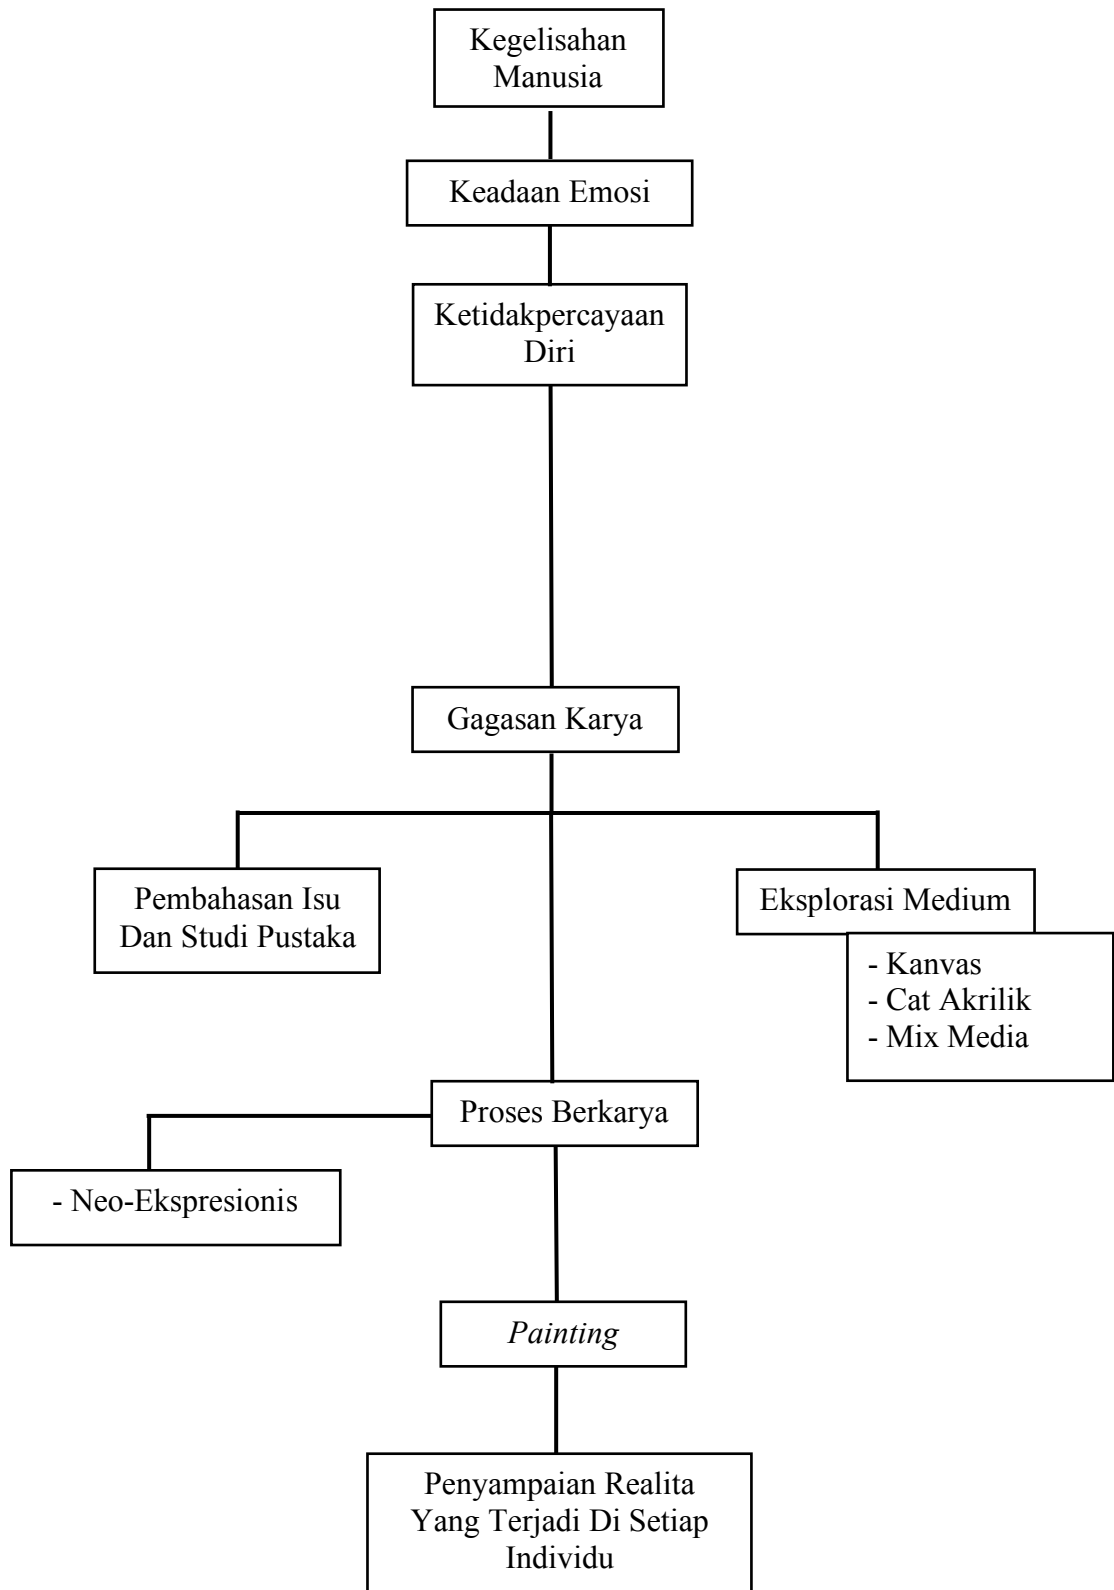 Kegelisahan
Manusia
Keadaan Emosi
Ketidakpercayaan
Diri
Gagasan Karya
Pembahasan Isu
Dan Studi Pustaka
Eksplorasi Medium
- Kanvas
- Cat Akrilik
- Mix Media
Proses Berkarya
- Neo-Ekspresionis
Painting
Penyampaian Realita
Yang Terjadi Di Setiap
Individu